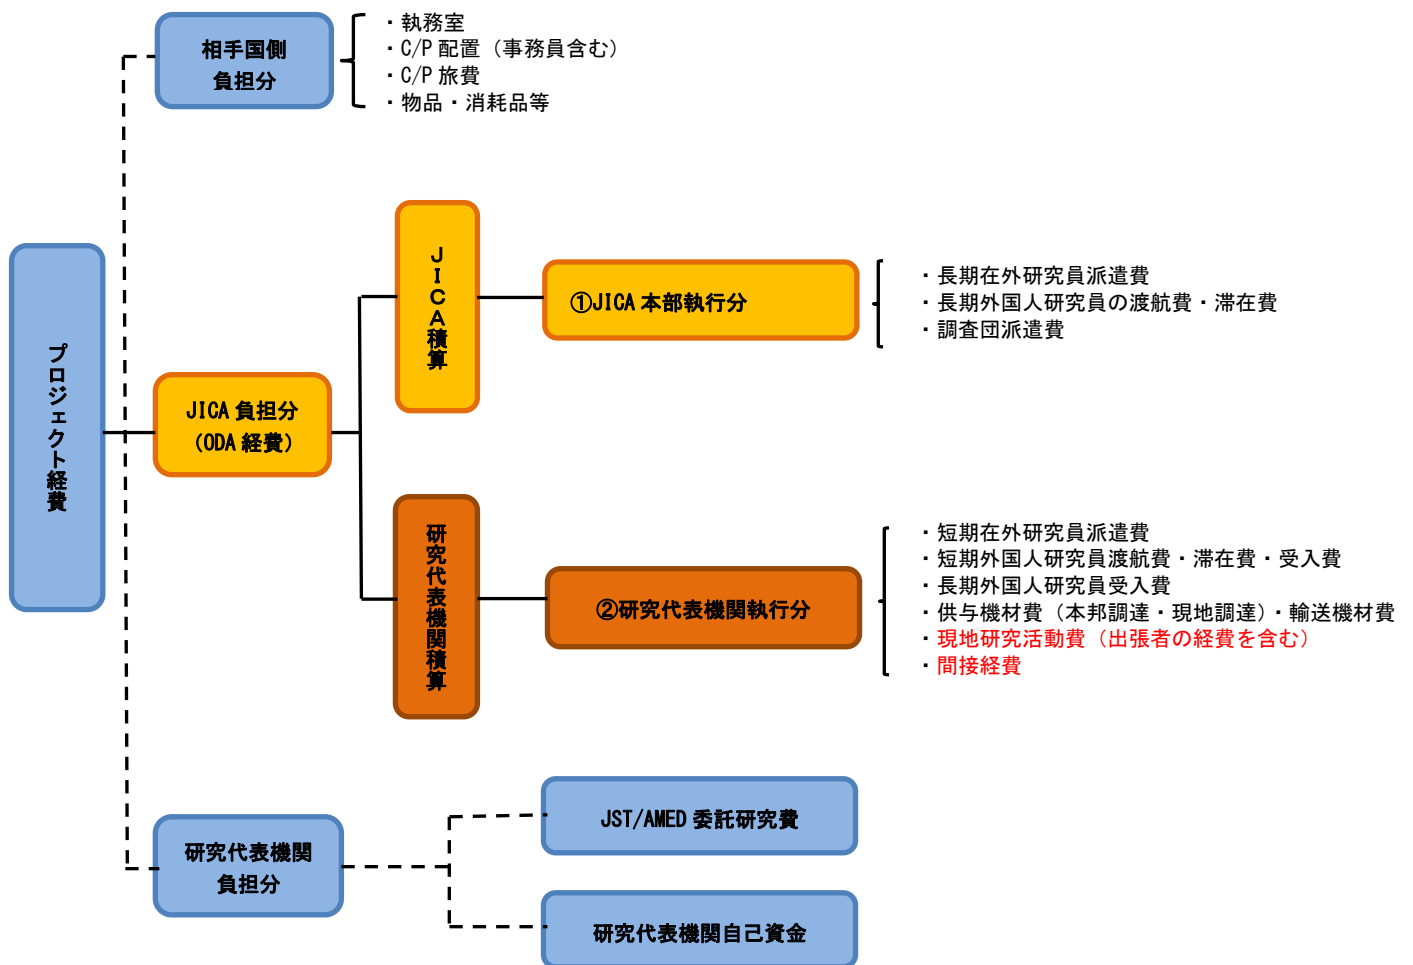 相手国側
負担分
・執務室
・C/P 配置（事務員含む）
・C/P 旅費
・物品・消耗品等
プロジェクト経費
JICA 負担分
（ODA 経費）
ＪＩＣＡ積算
①JICA 本部執行分
・長期在外研究員派遣費
・長期外国人研究員の渡航費・滞在費
・調査団派遣費
研究代表機関積算
②研究代表機関執行分
・短期在外研究員派遣費
・短期外国人研究員渡航費・滞在費・受入費
・長期外国人研究員受入費
・供与機材費（本邦調達・現地調達）・輸送機材費
・現地研究活動費（出張者の経費を含む）
・間接経費
研究代表機関
負担分
JST/AMED 委託研究費
研究代表機関自己資金